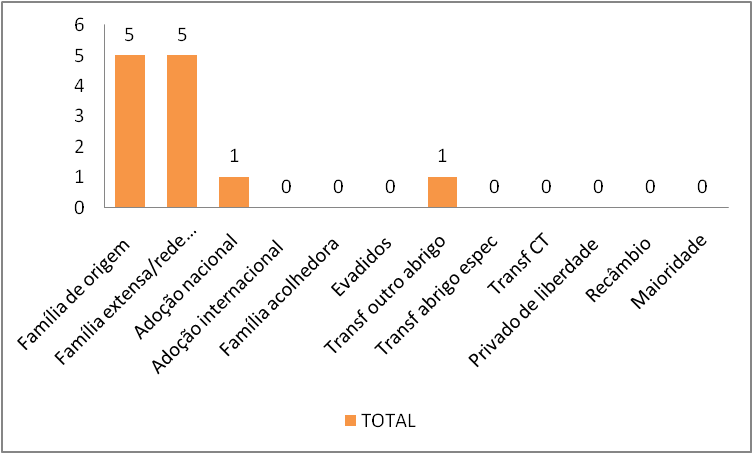 6
5
4
3
2
1
0
5
5
1
0
0
0
1
0
0
0
0
0
Família de origem
Família extensa/rede...
Adoção nacional
Adoção internacional
Família acolhedora
Evadidos
Transf outro abrigo
Transf abrigo espec
Transf CT
Privado de liberdade
Recâmbio
Maioridade
TOTAL